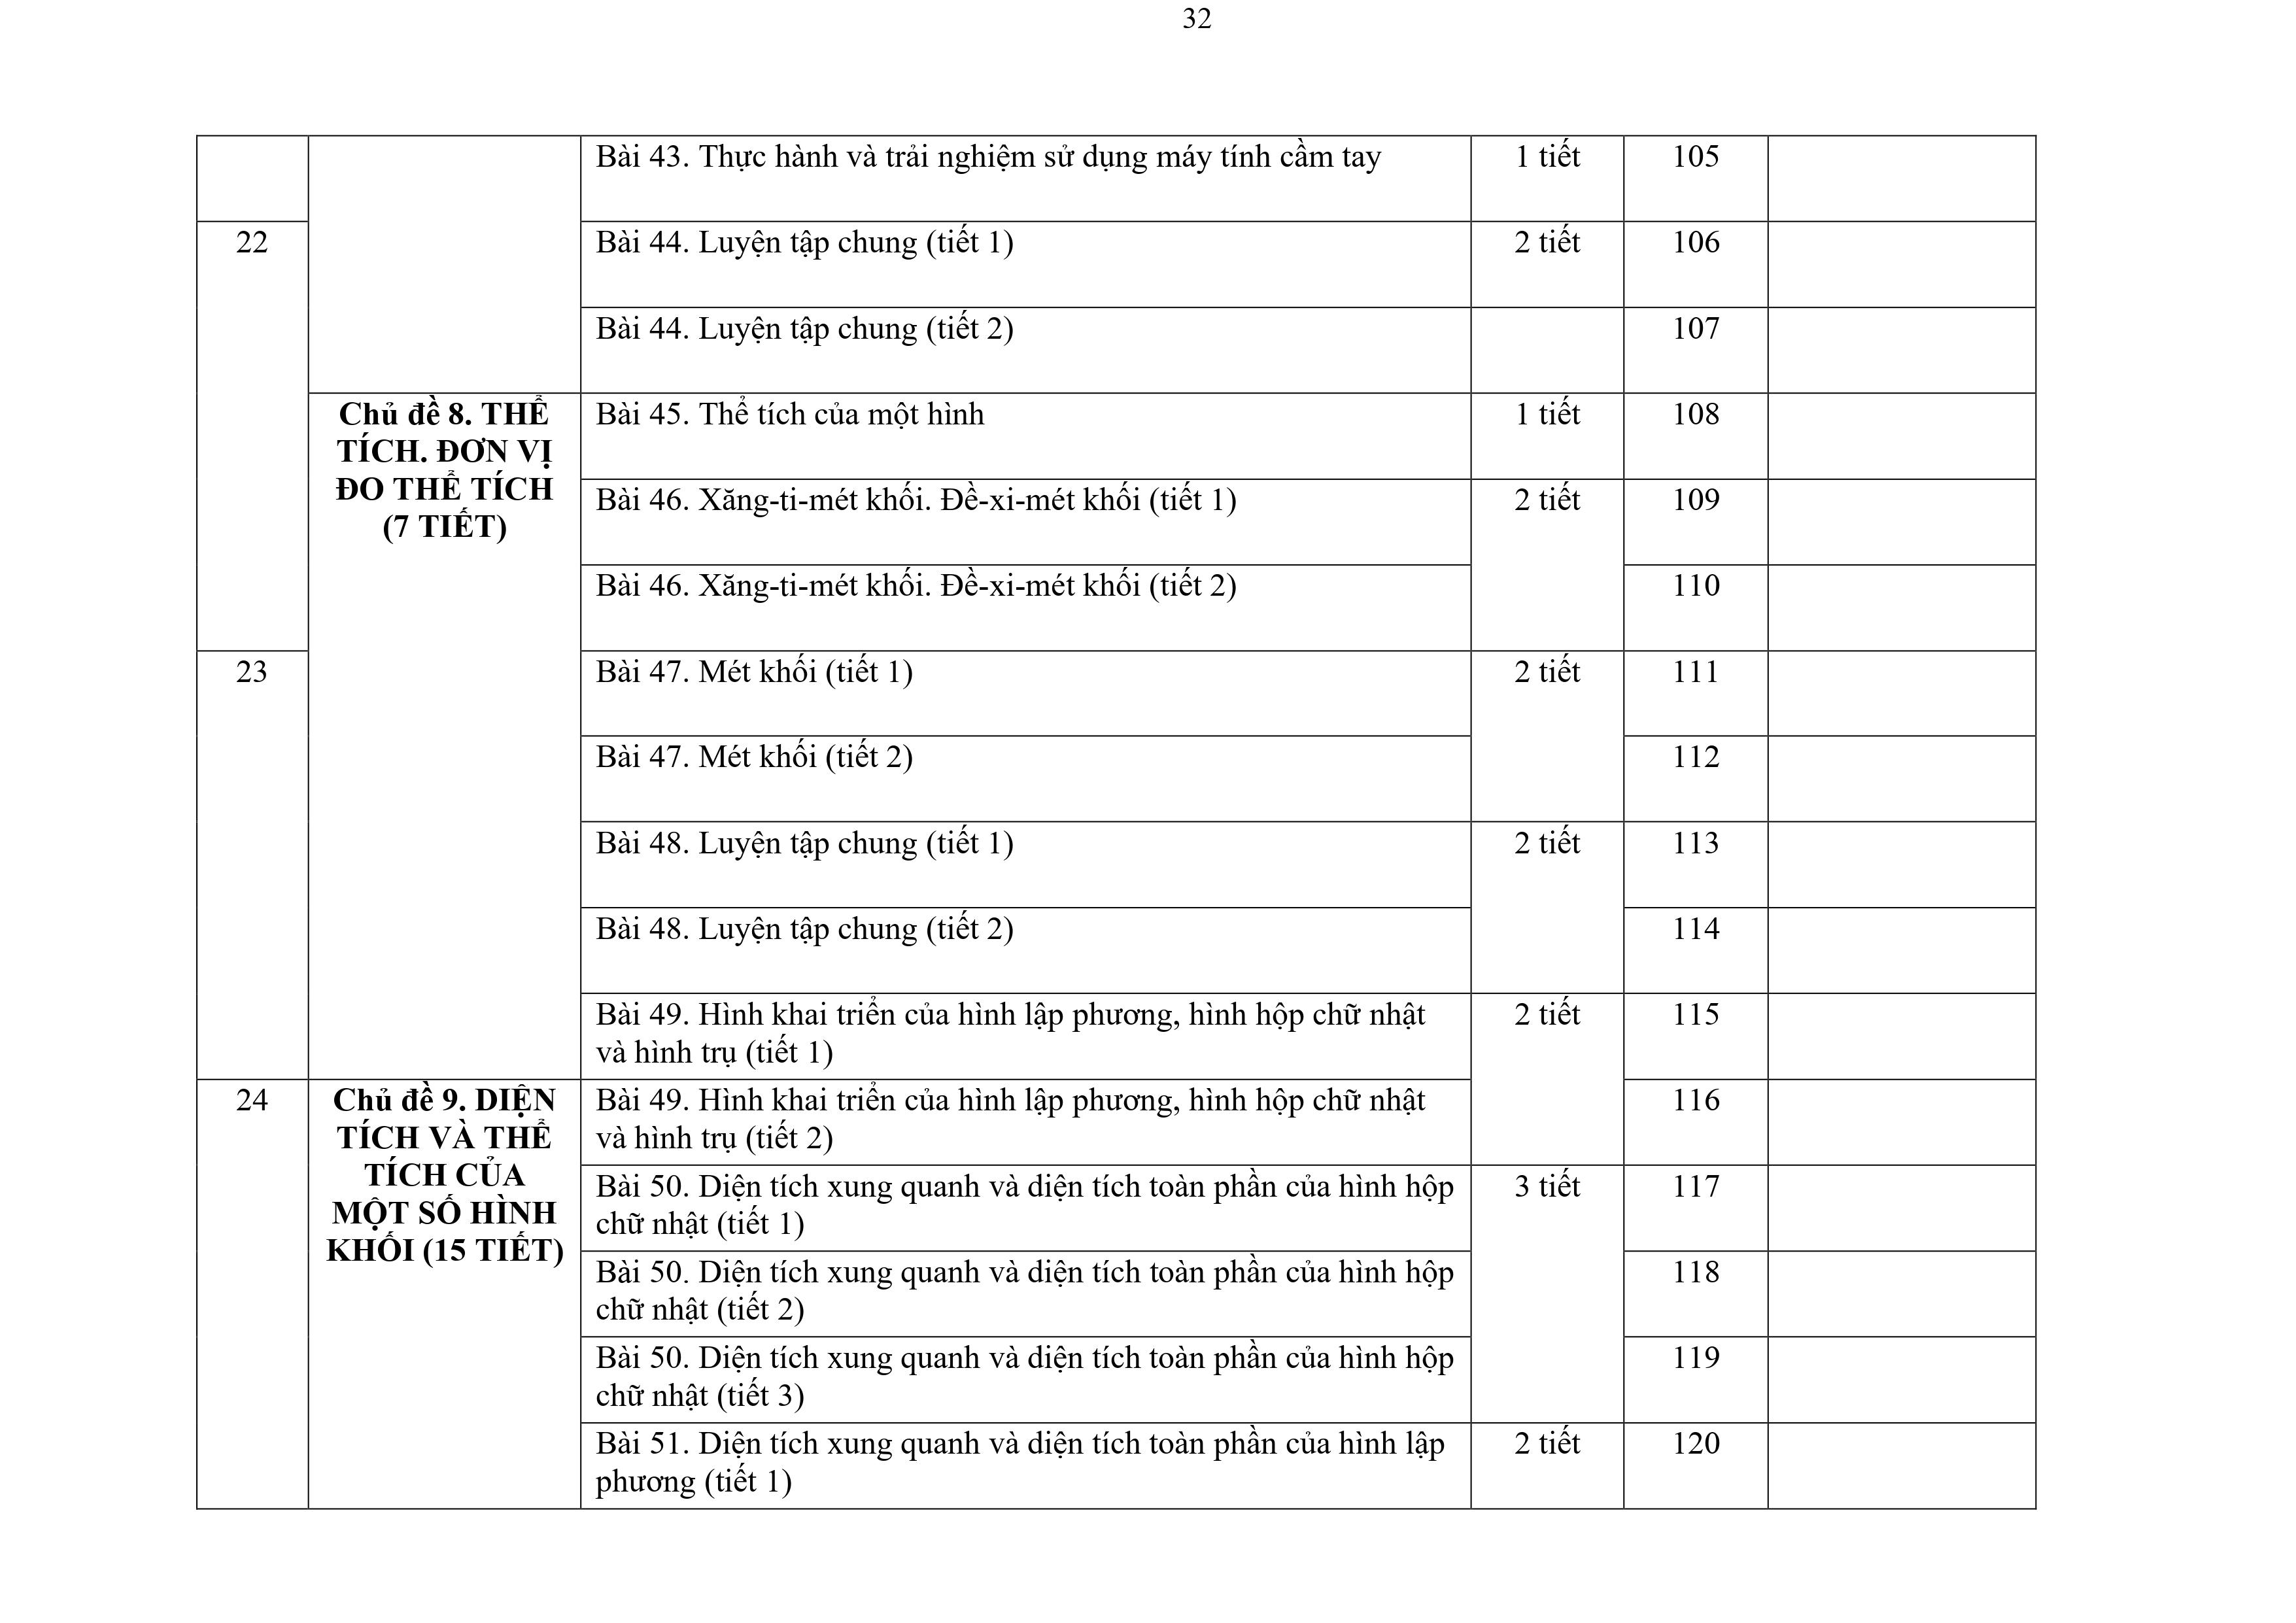 32
Bài 43. Thực hành và trải nghiệm sử dụng máy tính cầm tay 1 tiết 105
22 Bài 44. Luyện tập chung (tiết 1) 2 tiết 106
Bài 44. Luyện tập chung (tiết 2) 107
Chủ đề 8. THỂ
TÍCH. ĐƠN VỊ
ĐO THỂ TÍCH
(7 TIẾT)
Bài 45. Thể tích của một hình 1 tiết 108
Bài 46. Xăng-ti-mét khối. Đề-xi-mét khối (tiết 1) 2 tiết 109
Bài 46. Xăng-ti-mét khối. Đề-xi-mét khối (tiết 2) 110
23 Bài 47. Mét khối (tiết 1) 2 tiết 111
Bài 47. Mét khối (tiết 2) 112
Bài 48. Luyện tập chung (tiết 1) 2 tiết 113
Bài 48. Luyện tập chung (tiết 2) 114
Bài 49. Hình khai triển của hình lập phương, hình hộp chữ nhật 2 tiết 115
và hình trụ (tiết 1)
24
Chủ đề 9. DIỆN
TÍCH VÀ THỂ
TÍCH CỦA
MỘT SỐ HÌNH
KHỐI (15 TIẾT)
Bài 49. Hình khai triển của hình lập phương, hình hộp chữ nhật 116
và hình trụ (tiết 2)
Bài 50. Diện tích xung quanh và diện tích toàn phần của hình hộp 3 tiết 117
chữ nhật (tiết 1)
Bài 50. Diện tích xung quanh và diện tích toàn phần của hình hộp 118
chữ nhật (tiết 2)
Bài 50. Diện tích xung quanh và diện tích toàn phần của hình hộp 119
chữ nhật (tiết 3)
Bài 51. Diện tích xung quanh và diện tích toàn phần của hình lập 2 tiết 120
phương (tiết 1)